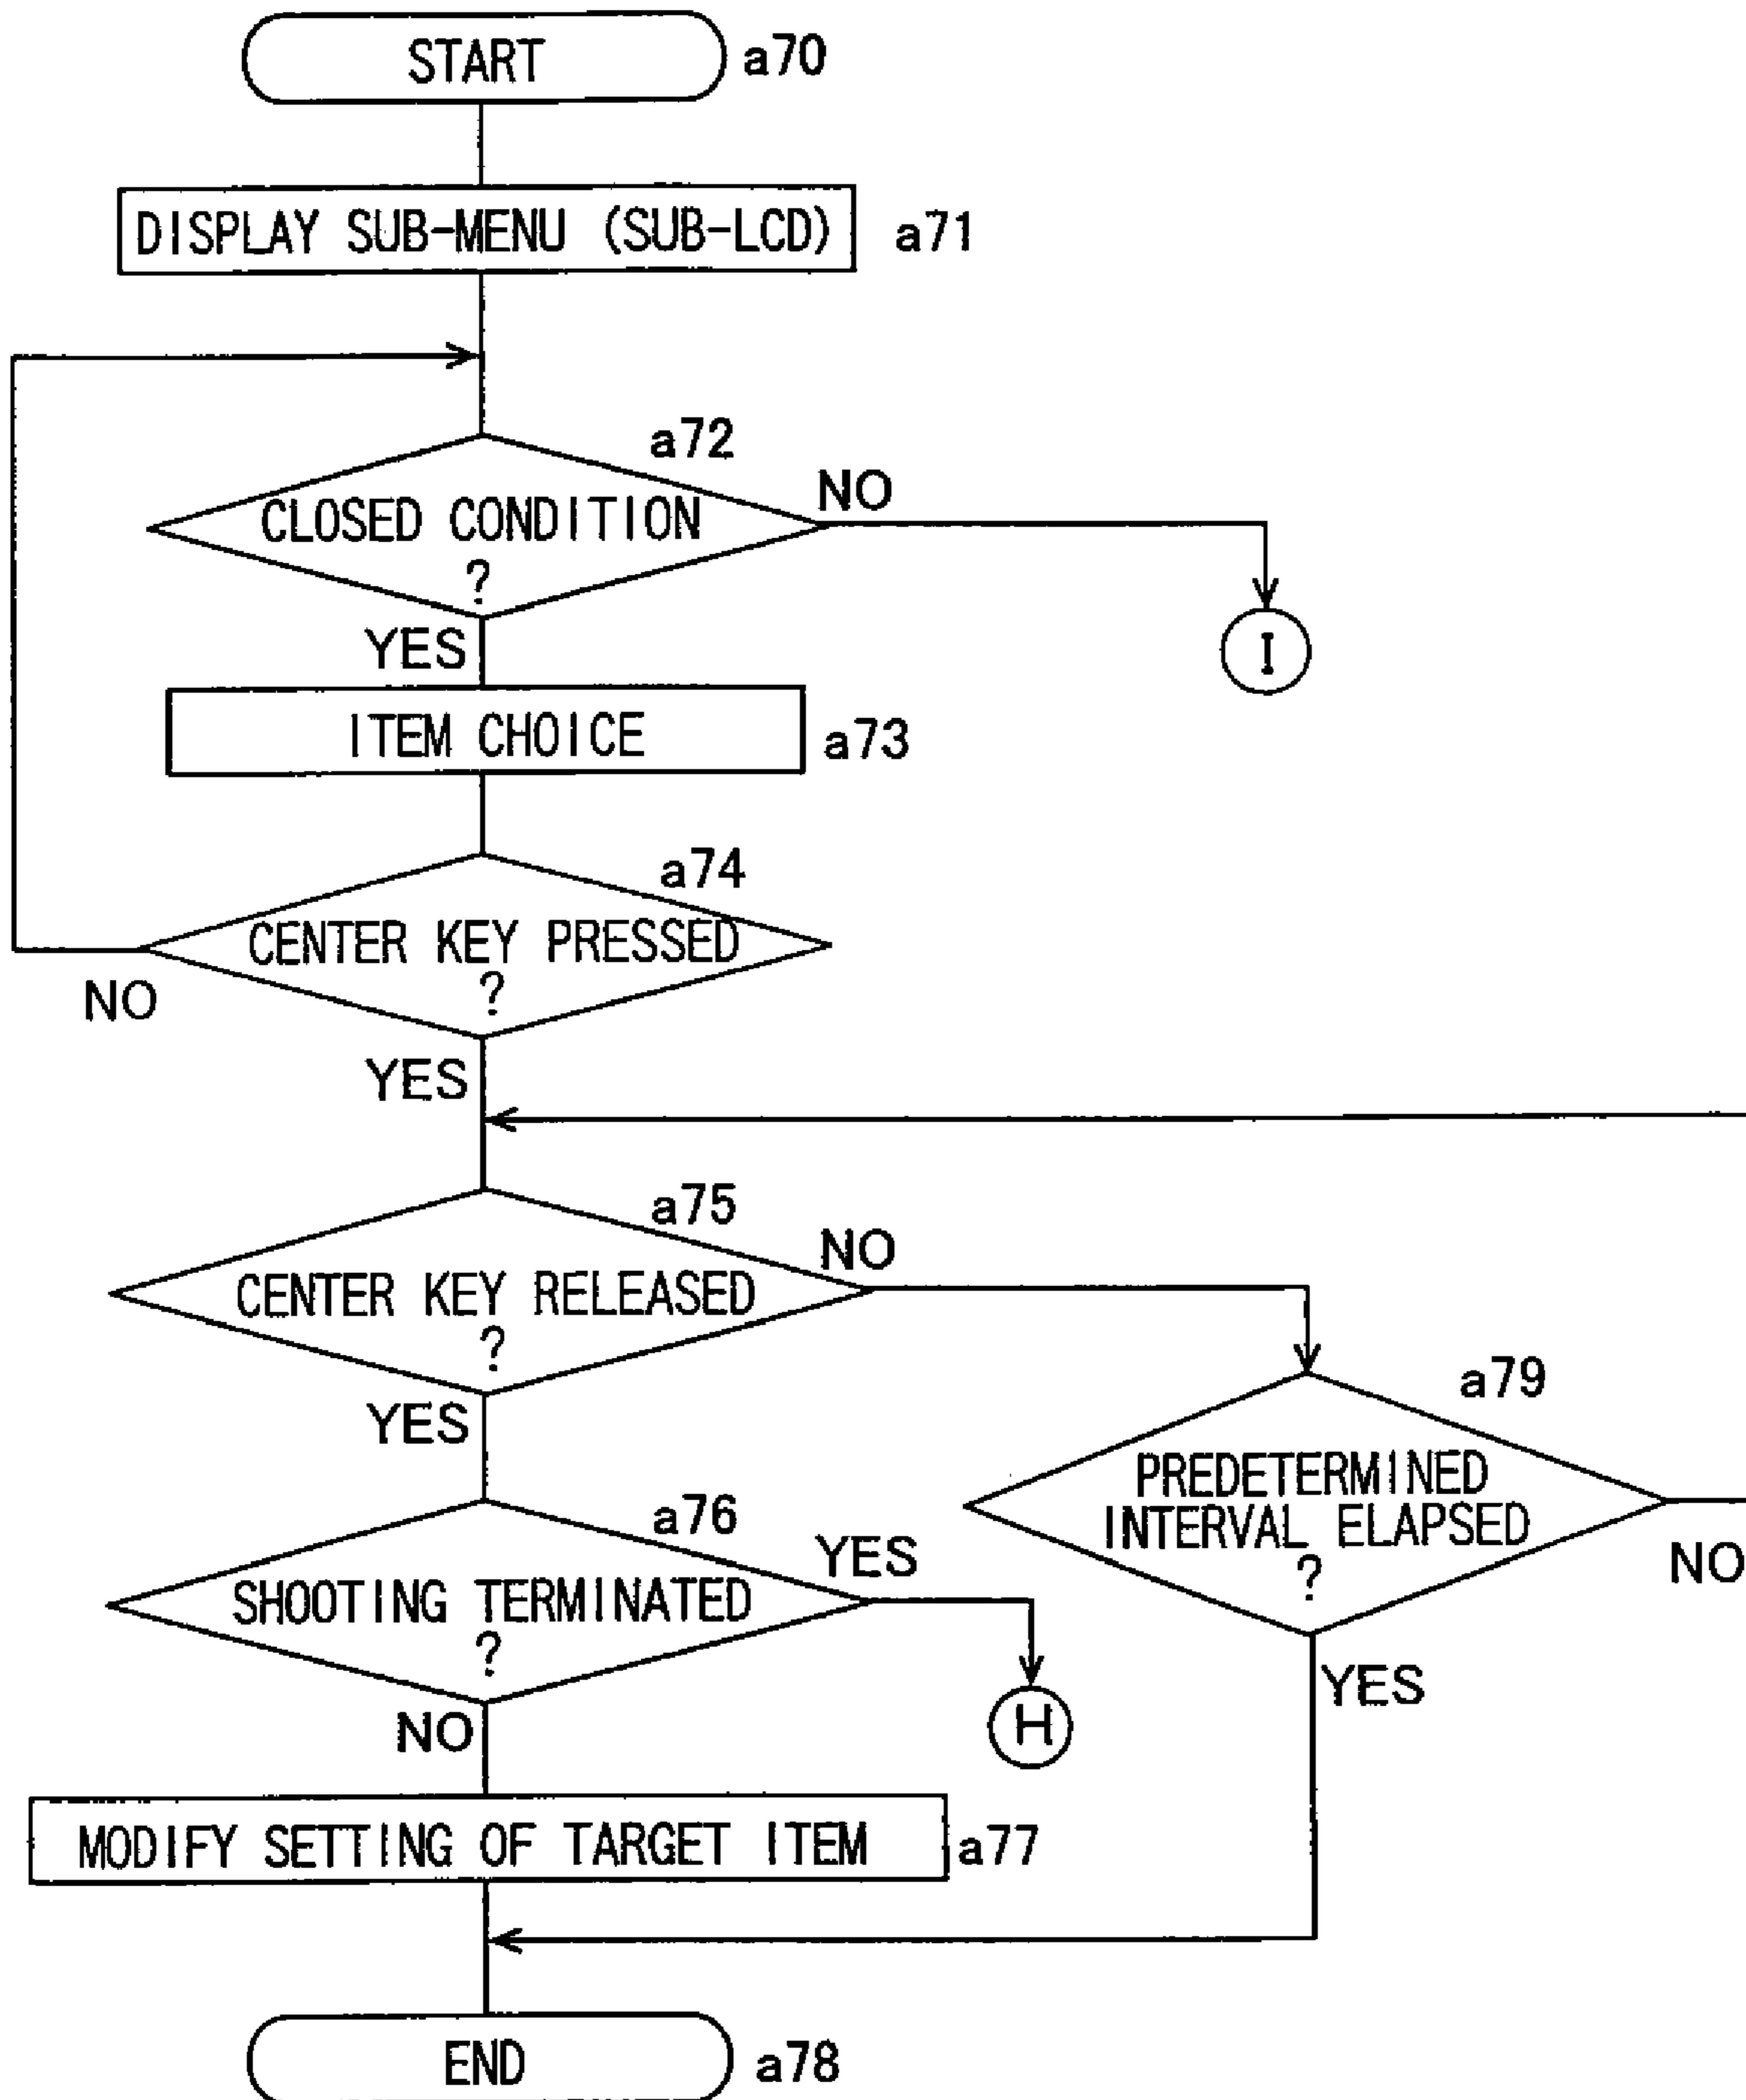 START
a70
DISPLAY SUB-MENU (SUB-LCD)
a71
a72
CLOSED CONDITION
?
NO
YES
I
ITEM CHOICE
a73
a74
CENTER KEY PRESSED
?
NO
YES
a75
CENTER KEY RELEASED
?
NO
YES
a79
PREDETERMINED
INTERVAL ELAPSED
?
NO
YES
a76
SHOOTING TERMINATED
?
YES
H
NO
MODIFY SETTING OF TARGET ITEM
a77
END
a78